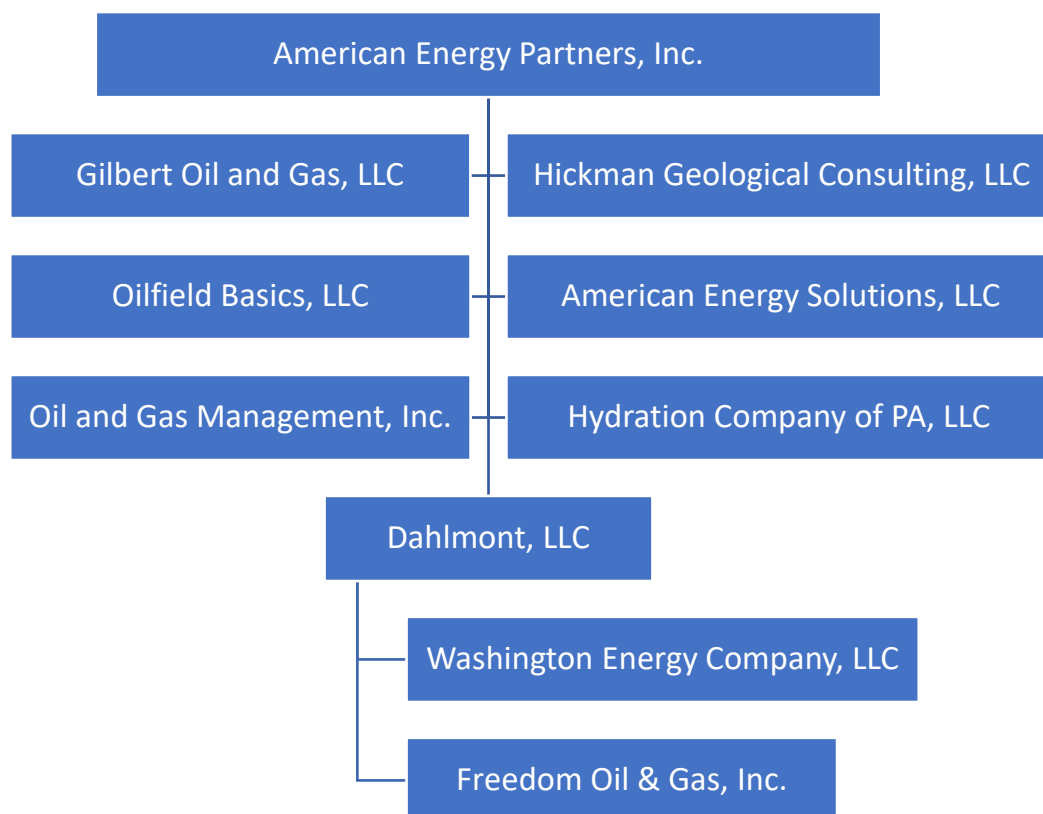 American Energy Partners, Inc.
Gilbert Oil and Gas, LLC
Hickman Geological Consulting, LLC
Oilfield Basics, LLC
American Energy Solutions, LLC
Oil and Gas Management, Inc.
Hydration Company of PA, LLC
Dahlmont, LLC
Washington Energy Company, LLC
Freedom Oil & Gas, Inc.